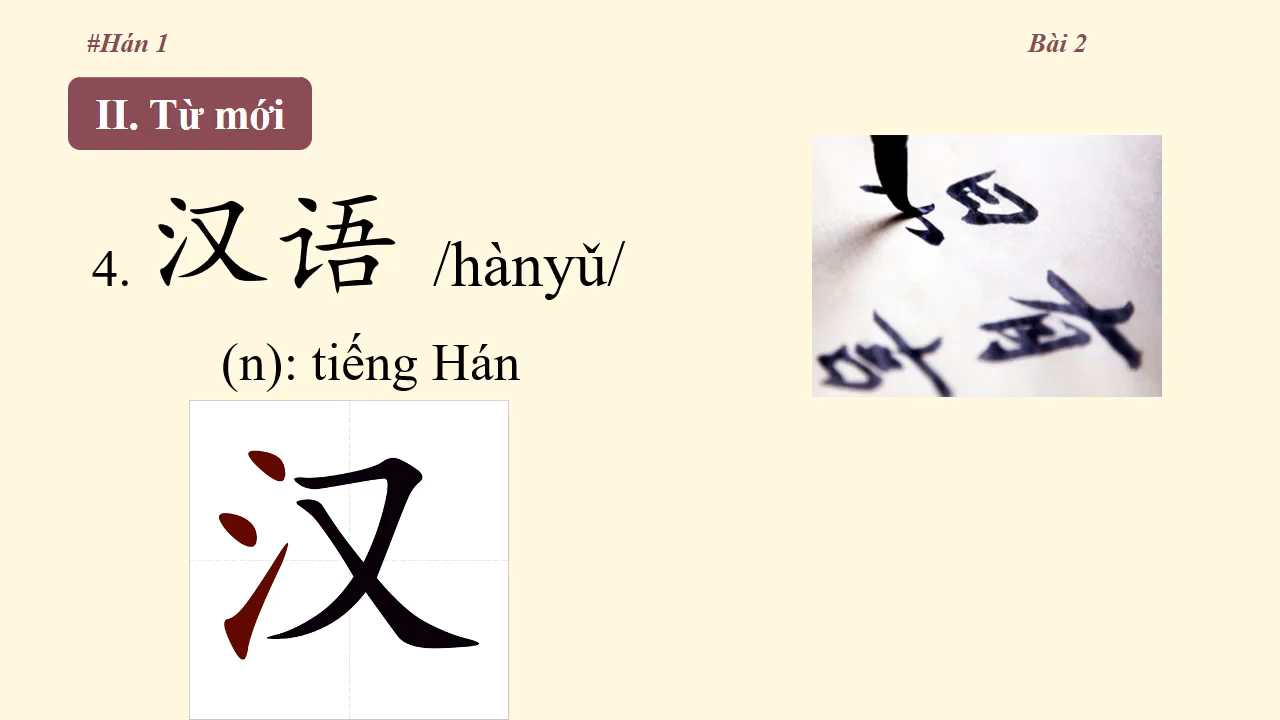 #Hán 1
Bài 2
II. Từ mới
4. 汉语 /hànyǔ/
(n): tiếng Hán
汉